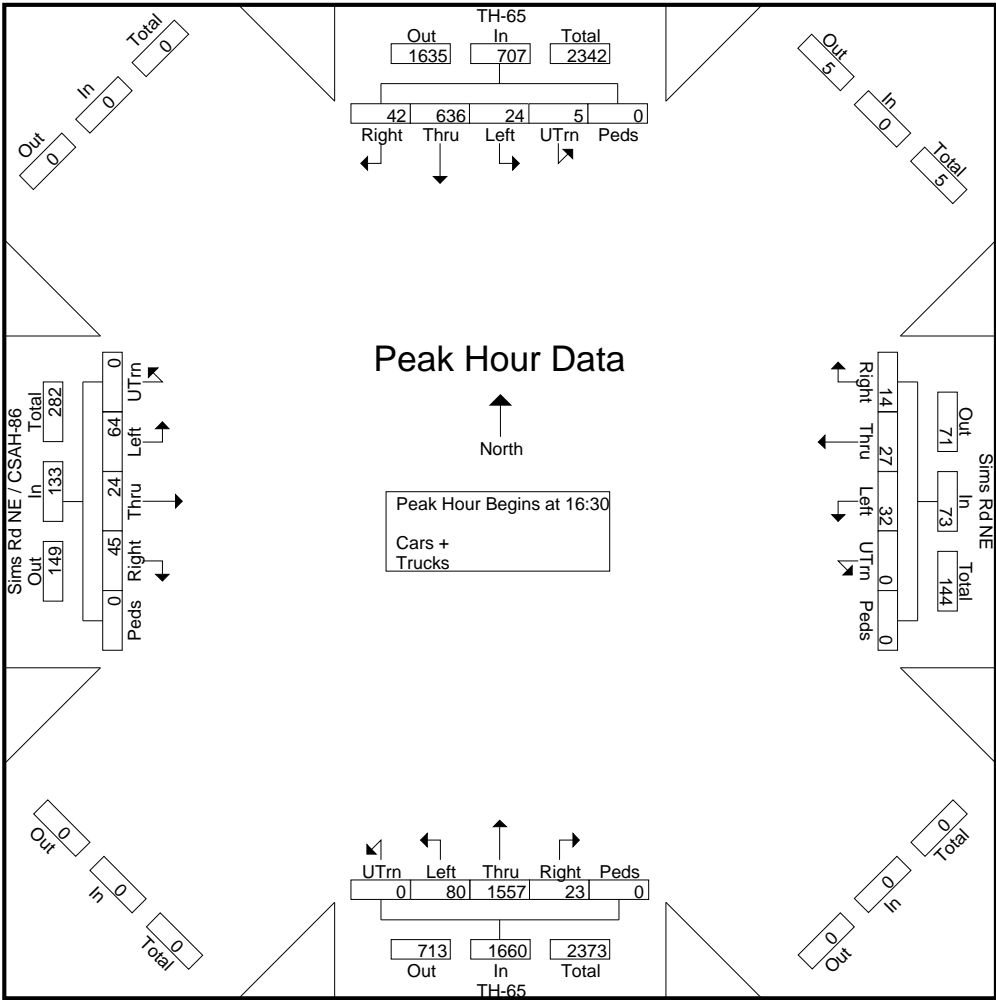 TH-65
Out In Total
1635 707 2342
42 636 24 5 0
Right Thru Left UTrn Peds
Total
0
In
0
Out
0
Out
5
In
0
Total
5
Peak Hour Data
North
Peak Hour Begins at 16:30
Cars +
Trucks
Sims Rd NE / CSAH-86
Out In Total
149 133 282
0 45 24 64 0
Peds Right Thru Left UTrn
Sims Rd NE
Out In Total
71 73 144
14 27 32 0 0
Right Thru Left UTrn Peds
0
Out
0
In
0
Total
0
Total
0
In
0
Out
UTrn Left Thru Right Peds
0 80 1557 23 0
713 1660 2373
Out In Total
TH-65